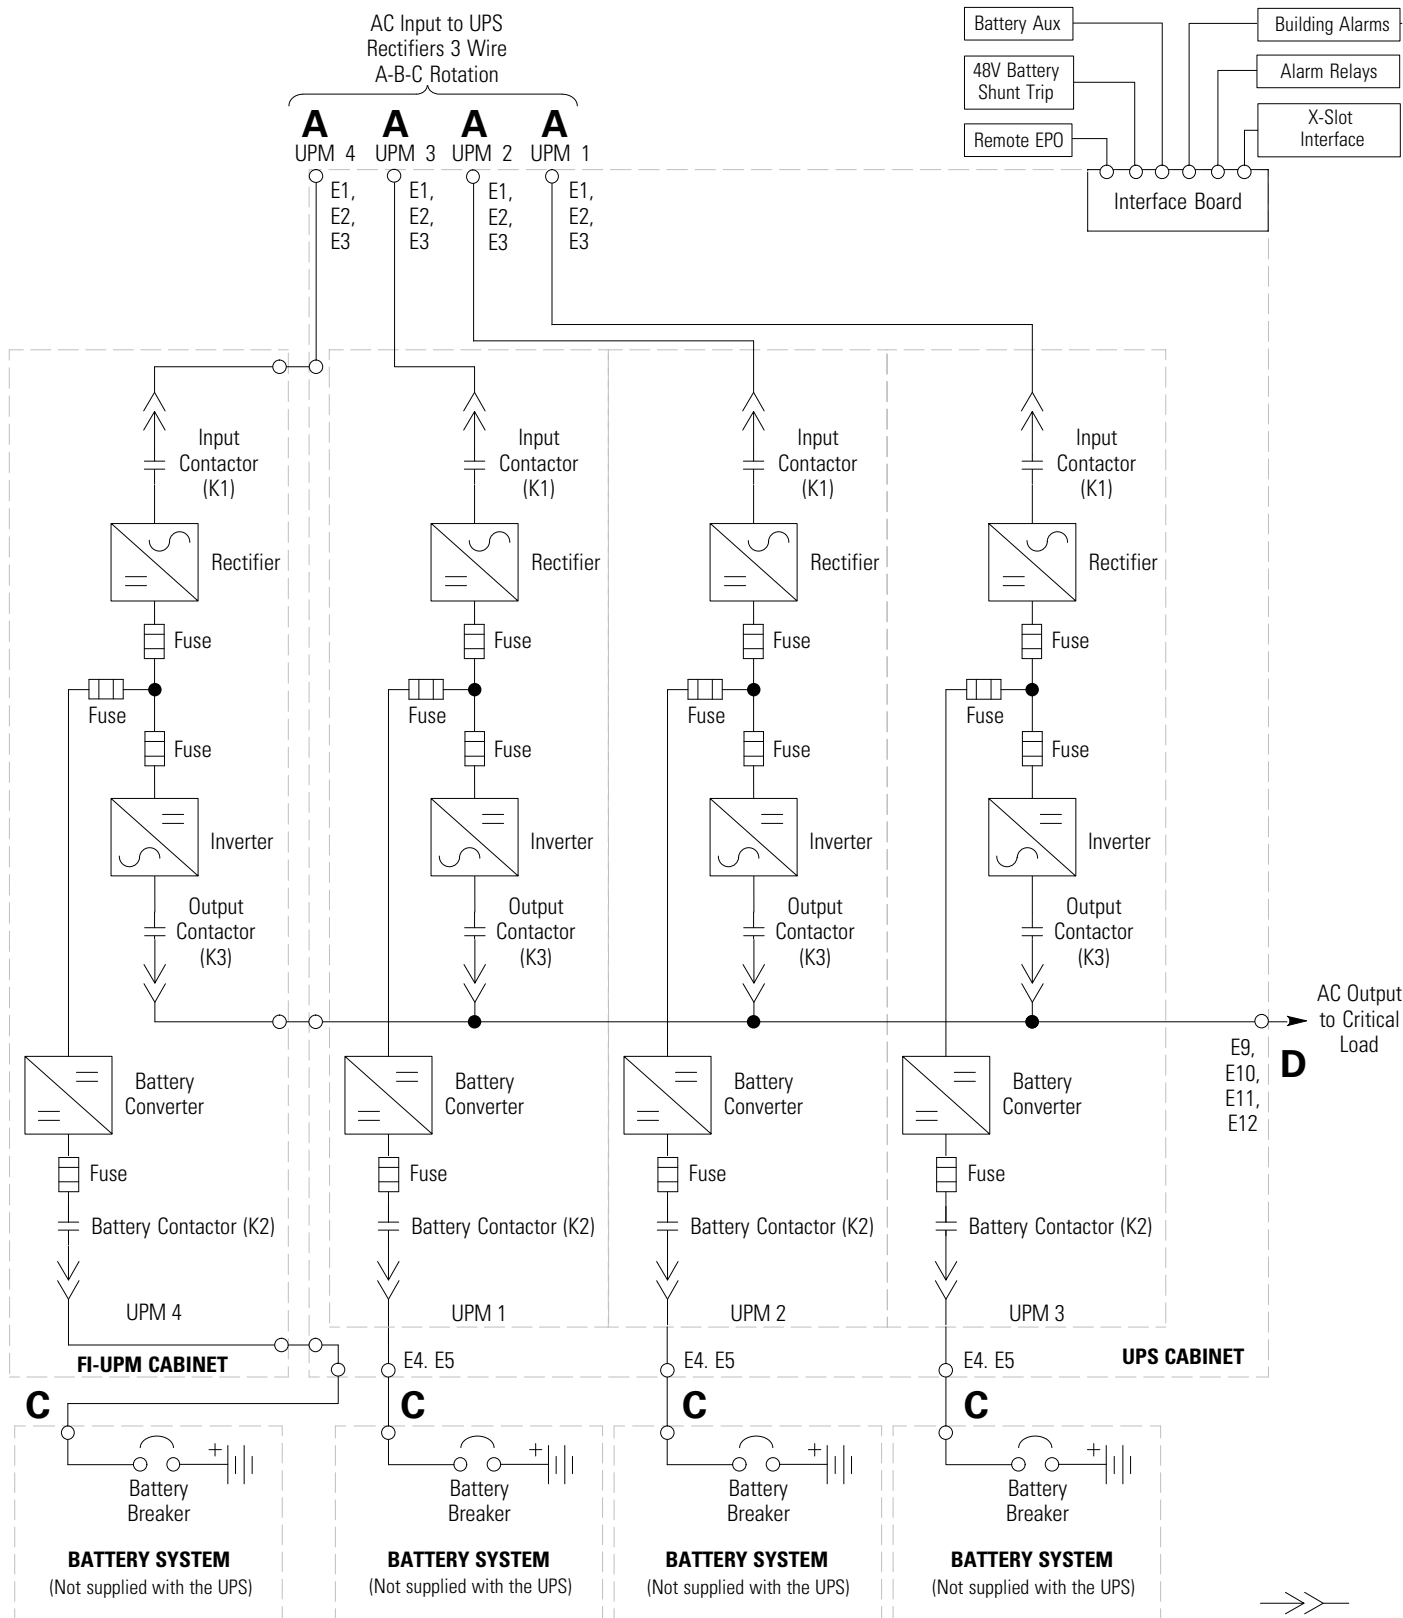 AC Input to UPS
Rectifiers 3 Wire
A-B-C Rotation
A A A A
UPM 4 UPM 3 UPM 2 UPM 1
E1, E1, E1, E1,
E2, E2, E2, E2,
E3 E3 E3 E3
Battery Aux
48V Battery
Shunt Trip
Remote EPO
Building Alarms
Alarm Relays
X-Slot
Interface
Interface Board
Input Input Input Input
Contactor Contactor Contactor Contactor
(K1) (K1) (K1) (K1)
Rectifier Rectifier Rectifier Rectifier
Fuse Fuse Fuse Fuse
Fuse Fuse Fuse Fuse
Fuse Fuse Fuse Fuse
Inverter Inverter Inverter Inverter
Output Output Output Output
Contactor Contactor Contactor Contactor
(K3) (K3) (K3) (K3)
AC Output
to Critical
Load
E9,
E10,
E11,
E12
D
Battery Battery Battery Battery
Converter Converter Converter Converter
Fuse Fuse Fuse Fuse
Battery Contactor (K2) Battery Contactor (K2) Battery Contactor (K2) Battery Contactor (K2)
UPM 4 UPM 1 UPM 2 UPM 3
FI-UPM CABINET E4. E5 E4. E5 E4. E5 UPS CABINET
C C C C
+ + + +
Battery Battery Battery Battery
Breaker Breaker Breaker Breaker
BATTERY SYSTEM BATTERY SYSTEM BATTERY SYSTEM BATTERY SYSTEM
(Not supplied with the UPS) (Not supplied with the UPS) (Not supplied with the UPS) (Not supplied with the UPS)